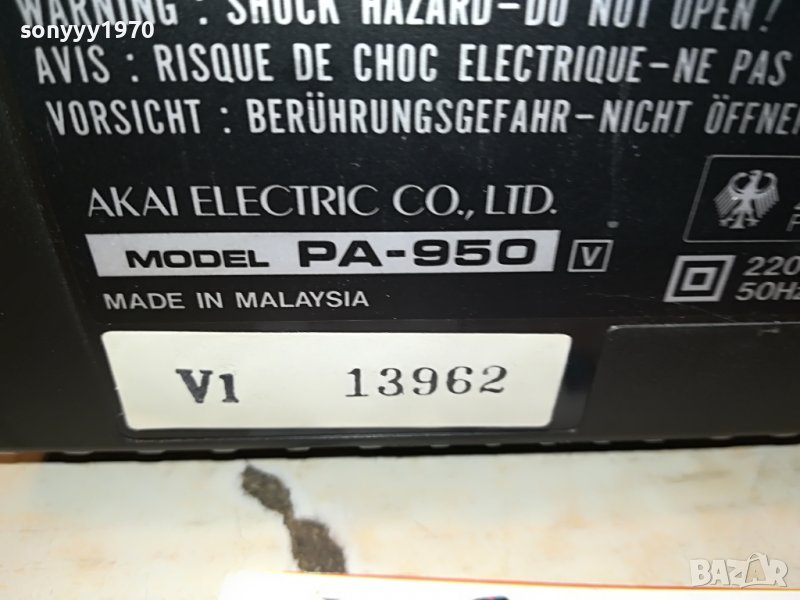 sonyyy1970
WARNING : SHOCK HAZARD-DO NOT OPEN!
AVIS : RISQUE DE CHOC ELECTRIQUE-NE PAS
VORSICHT : BERÜHRUNGSGEFAHR-NICHT ÖFFNEN
AKAI ELECTRIC CO., LTD.
MODEL PA-950 V
220
50Hz
MADE IN MALAYSIA
V1 13962
BAZAR